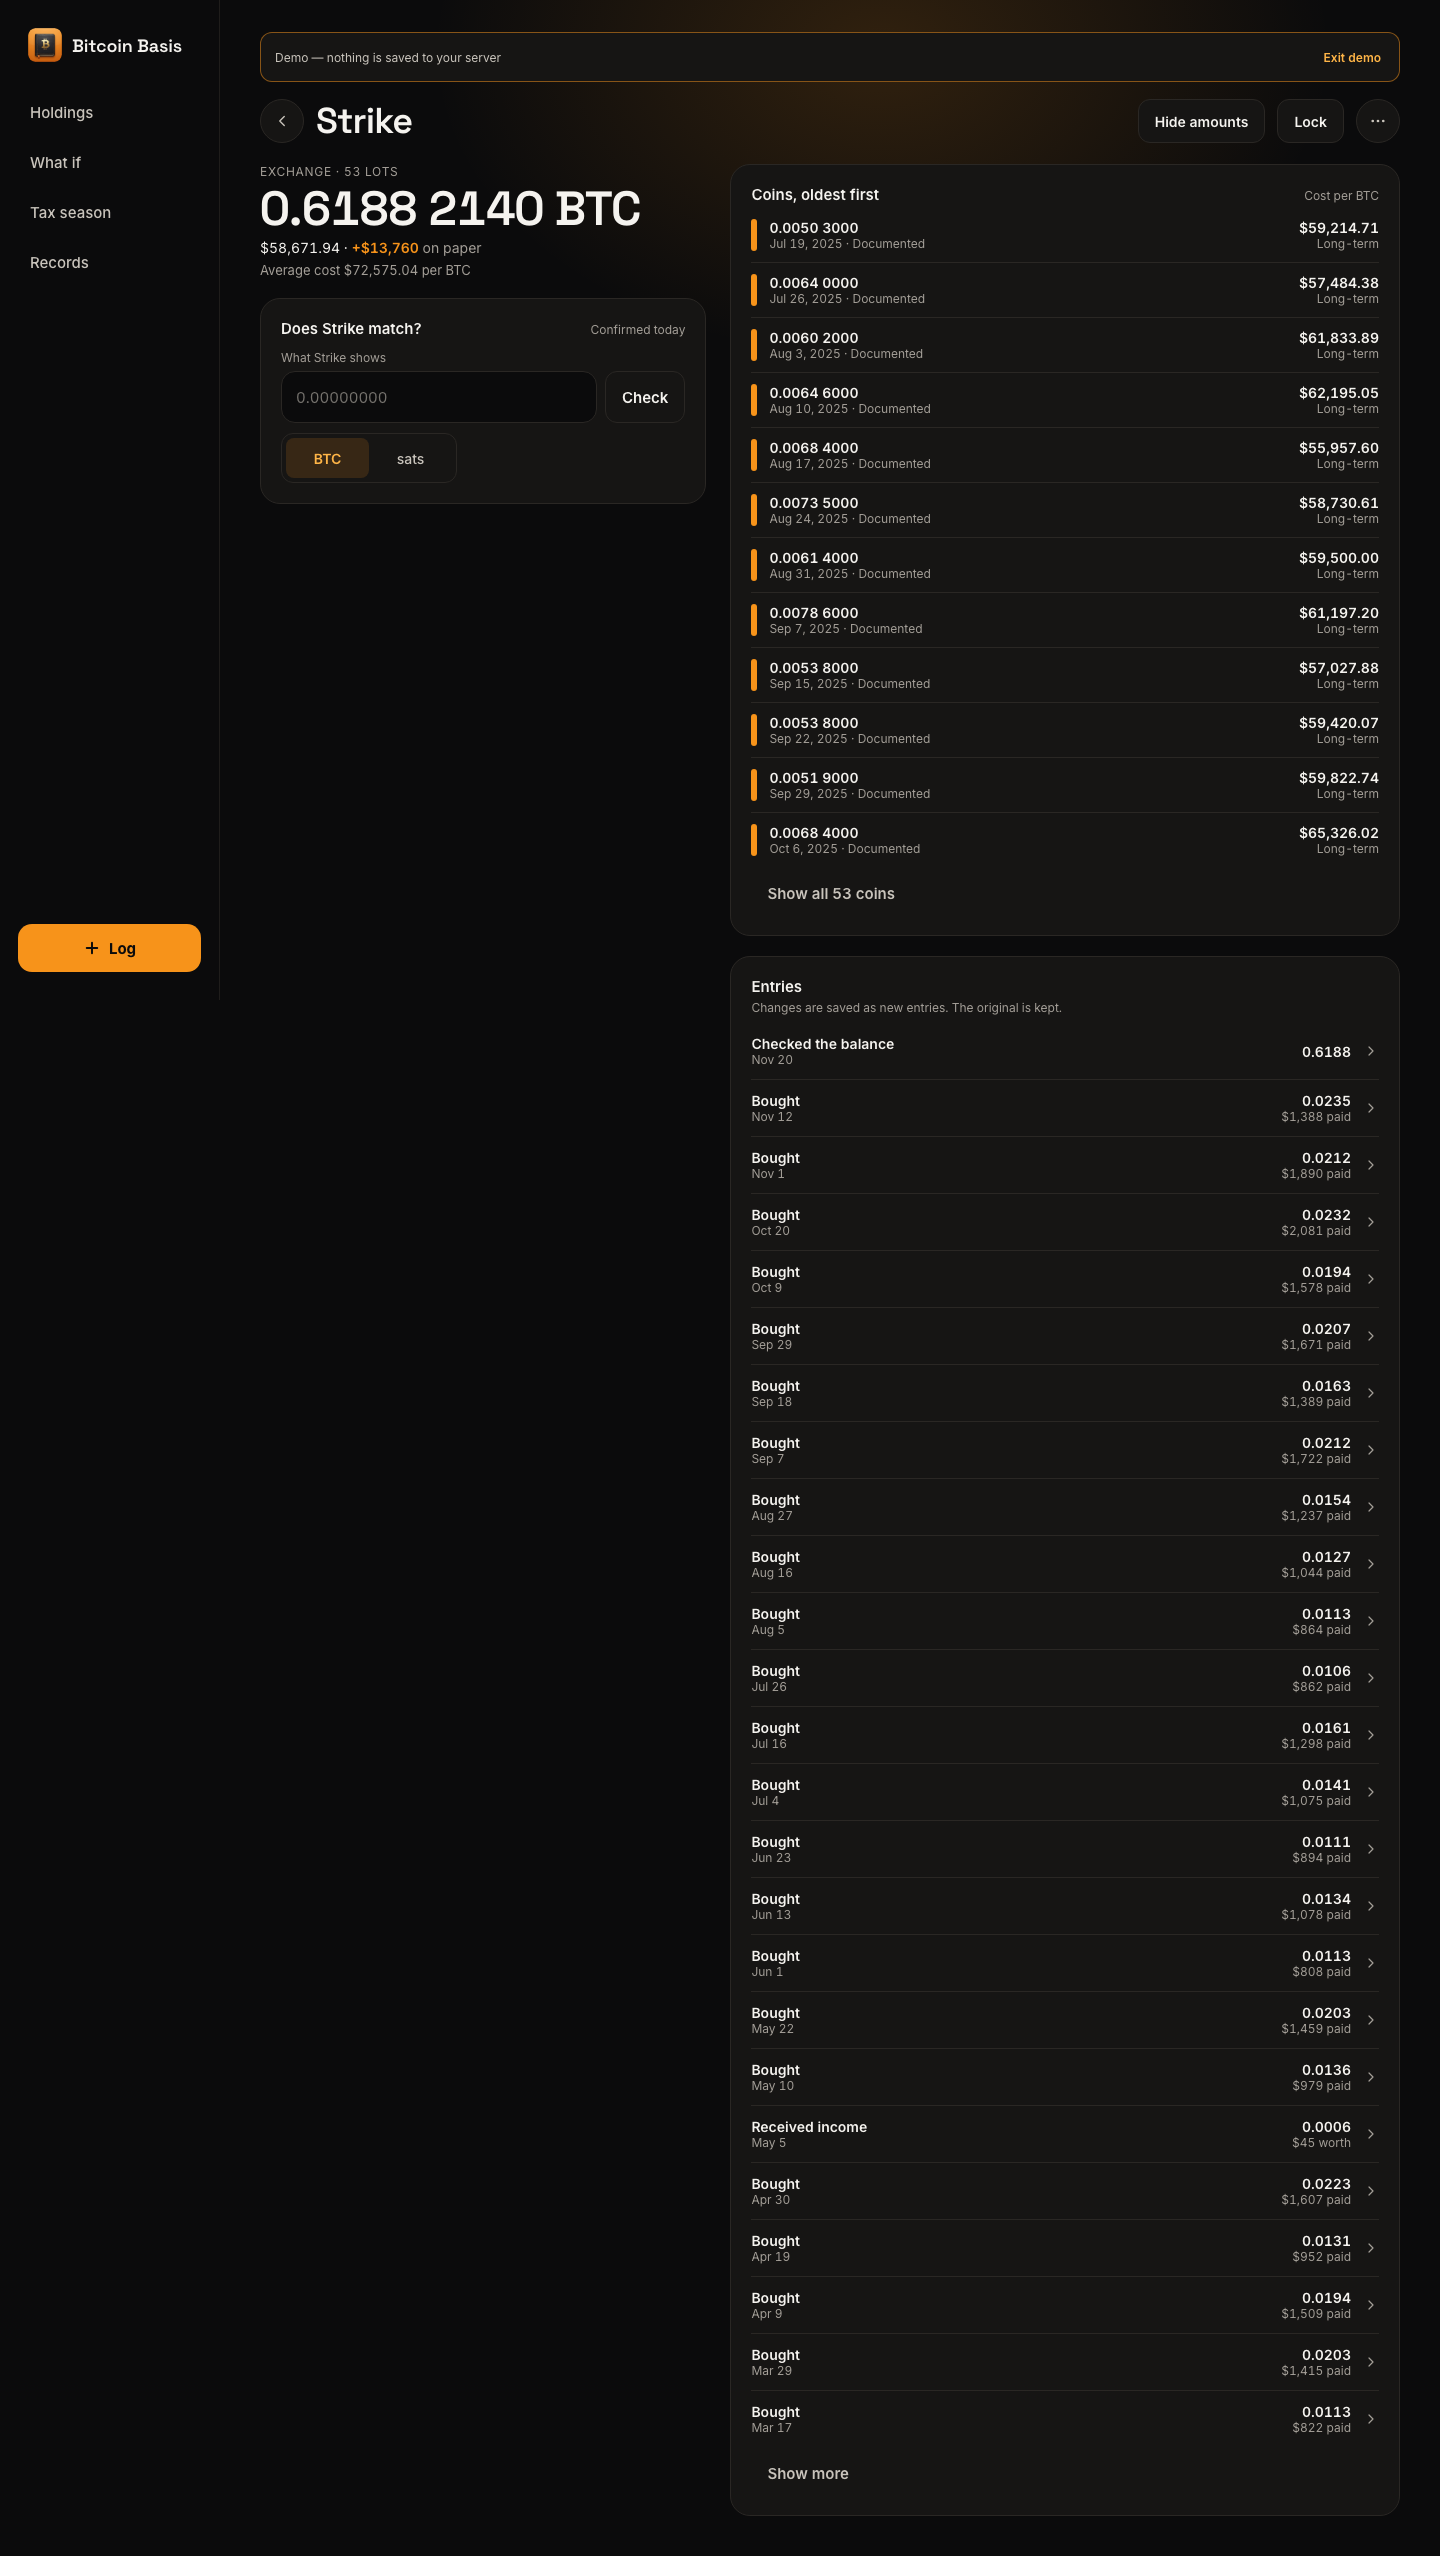 Bitcoin Basis
Holdings
What if
Tax season
Records
Log
Demo — nothing is saved to your server
Exit demo
Strike
Hide amounts
Lock
EXCHANGE · 53 LOTS
0.6188 2140 BTC
$58,671.94 · +$13,760 on paper
Average cost $72,575.04 per BTC
Does Strike match?
Confirmed today
What Strike shows
0.00000000
Check
BTC
sats
Coins, oldest first
Cost per BTC
0.0050 3000
$59,214.71
Jul 19, 2025 · Documented
Long-term
0.0064 0000
$57,484.38
Jul 26, 2025 · Documented
Long-term
0.0060 2000
$61,833.89
Aug 3, 2025 · Documented
Long-term
0.0064 6000
$62,195.05
Aug 10, 2025 · Documented
Long-term
0.0068 4000
$55,957.60
Aug 17, 2025 · Documented
Long-term
0.0073 5000
$58,730.61
Aug 24, 2025 · Documented
Long-term
0.0061 4000
$59,500.00
Aug 31, 2025 · Documented
Long-term
0.0078 6000
$61,197.20
Sep 7, 2025 · Documented
Long-term
0.0053 8000
$57,027.88
Sep 15, 2025 · Documented
Long-term
0.0053 8000
$59,420.07
Sep 22, 2025 · Documented
Long-term
0.0051 9000
$59,822.74
Sep 29, 2025 · Documented
Long-term
0.0068 4000
$65,326.02
Oct 6, 2025 · Documented
Long-term
Show all 53 coins
Entries
Changes are saved as new entries. The original is kept.
Checked the balance
Nov 20
0.6188
Bought
0.0235
Nov 12
$1,388 paid
Bought
0.0212
Nov 1
$1,890 paid
Bought
0.0232
Oct 20
$2,081 paid
Bought
0.0194
Oct 9
$1,578 paid
Bought
0.0207
Sep 29
$1,671 paid
Bought
0.0163
Sep 18
$1,389 paid
Bought
0.0212
Sep 7
$1,722 paid
Bought
0.0154
Aug 27
$1,237 paid
Bought
0.0127
Aug 16
$1,044 paid
Bought
0.0113
Aug 5
$864 paid
Bought
0.0106
Jul 26
$862 paid
Bought
0.0161
Jul 16
$1,298 paid
Bought
0.0141
Jul 4
$1,075 paid
Bought
0.0111
Jun 23
$894 paid
Bought
0.0134
Jun 13
$1,078 paid
Bought
0.0113
Jun 1
$808 paid
Bought
0.0203
May 22
$1,459 paid
Bought
0.0136
May 10
$979 paid
Received income
0.0006
May 5
$45 worth
Bought
0.0223
Apr 30
$1,607 paid
Bought
0.0131
Apr 19
$952 paid
Bought
0.0194
Apr 9
$1,509 paid
Bought
0.0203
Mar 29
$1,415 paid
Bought
0.0113
Mar 17
$822 paid
Show more